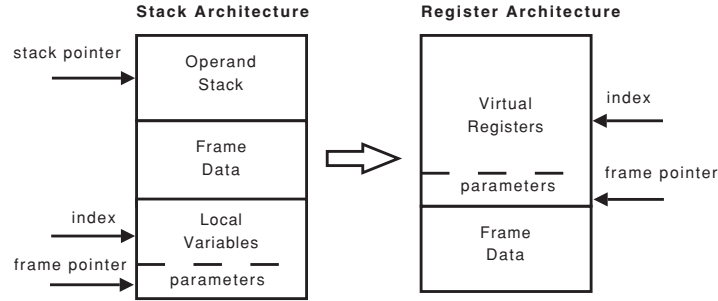 Stack Architecture
Register Architecture
stack pointer
Operand
Stack
Frame
Data
index
Local
Variables
frame pointer
parameters
Virtual
Registers
index
parameters
frame pointer
Frame
Data